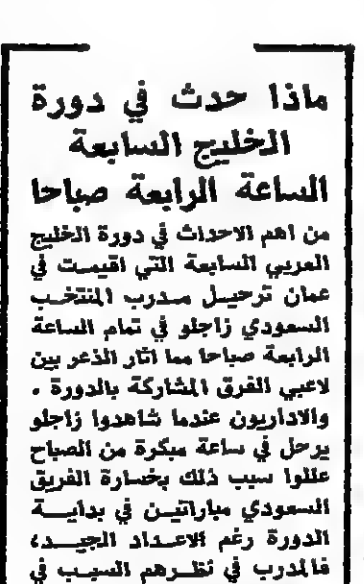 ماذا حدث في دورة
الخليج السابعة
الساعة الرابعة صباحا
من اهم الاحداث في دورة الخليج
العربي السابعة التي اقيمت في
عمان ترحيل مدرب المنتخب
السعودي زاجلو في تمام الساعة
الرابعة صباحا مما اثار الذعر بين
لاعبي الفرق المشاركة بالدورة .
والاداريون عندما شاهدوا زاجلو
يرحل في ساعة مبكرة من الصباح
عللوا سبب ذلك بخسارة الفريق
السعودي مباراتين في بداية
الدورة رغم الاعداد الجيد،
فالمدرب في نظرهم السبب في